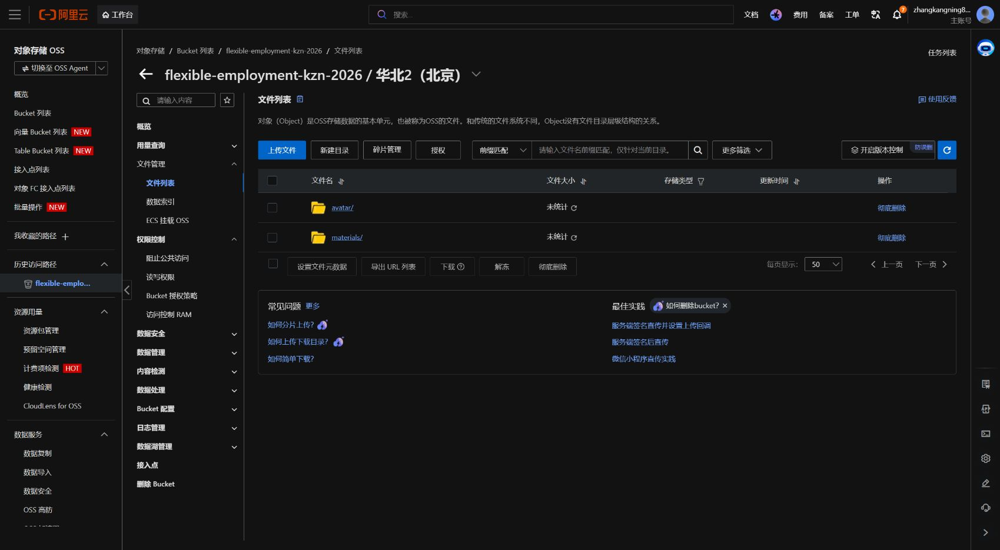 阿里云
工作台
搜索...
文档
费用
备案
工单
7
zhangkangning8...
主账号
对象存储 OSS
切换至 OSS Agent
概览
Bucket 列表
向量 Bucket 列表 NEW
Table Bucket 列表 NEW
接入点列表
对象 FC 接入点列表
批量操作 NEW
我收藏的路径
历史访问路径
flexible-emplo...
资源用量
资源包管理
预留空间管理
计费项检测 HOT
健康检测
CloudLens for OSS
数据服务
数据复制
数据导入
数据安全
OSS 高防
对象存储 / Bucket 列表 / flexible-employment-kzn-2026 / 文件列表
任务列表
flexible-employment-kzn-2026 / 华北2（北京）
请输入内容
概览
用量查询
文件管理
文件列表
数据索引
ECS 挂载 OSS
权限控制
阻止公共访问
读写权限
Bucket 授权策略
访问控制 RAM
数据安全
数据管理
内容检测
数据处理
Bucket 配置
日志管理
数据湖管理
接入点
删除 Bucket
文件列表
使用反馈
对象（Object）是OSS存储数据的基本单元，也被称为OSS的文件。和传统的文件系统不同，Object没有文件目录层级结构的关系。
上传文件
新建目录
碎片管理
授权
前缀匹配
请输入文件名前缀匹配，仅针对当前目录。
更多筛选
开启版本控制
防误删
文件名 文件大小 存储类型 更新时间 操作
avatar/ 未统计 彻底删除
materials/ 未统计 彻底删除
设置文件元数据
导出 URL 列表
下载
解冻
彻底删除
每页显示： 50 上一页 下一页
常见问题 更多
如何分片上传?
如何上传下载目录?
如何简单下载?
最佳实践 如何删除bucket?
服务端签名直传并设置上传回调
服务端签名后直传
微信小程序直传实践
API